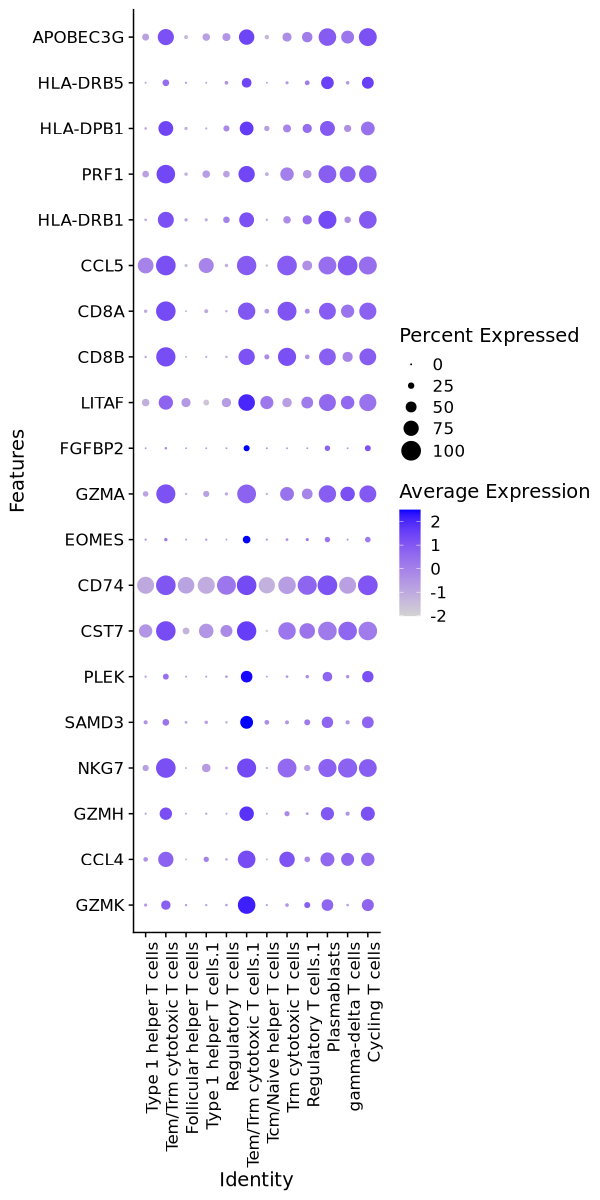 APOBEC3G
HLA-DRB5
HLA-DPB1
PRF1
HLA-DRB1
CCL5
CD8A
CD8B
LITAF
FGFBP2
GZMA
EOMES
CD74
CST7
PLEK
SAMD3
NKG7
GZMH
CCL4
GZMK
Features
Type 1 helper T cells
Tem/Trm cytotoxic T cells
Follicular helper T cells
Type 1 helper T cells.1
Regulatory T cells
Tem/Trm cytotoxic T cells.1
Tcm/Naive helper T cells
Trm cytotoxic T cells
Regulatory T cells.1
Plasmablasts
gamma-delta T cells
Cycling T cells
Identity
Percent Expressed
0
25
50
75
100
Average Expression
2
1
0
-1
-2